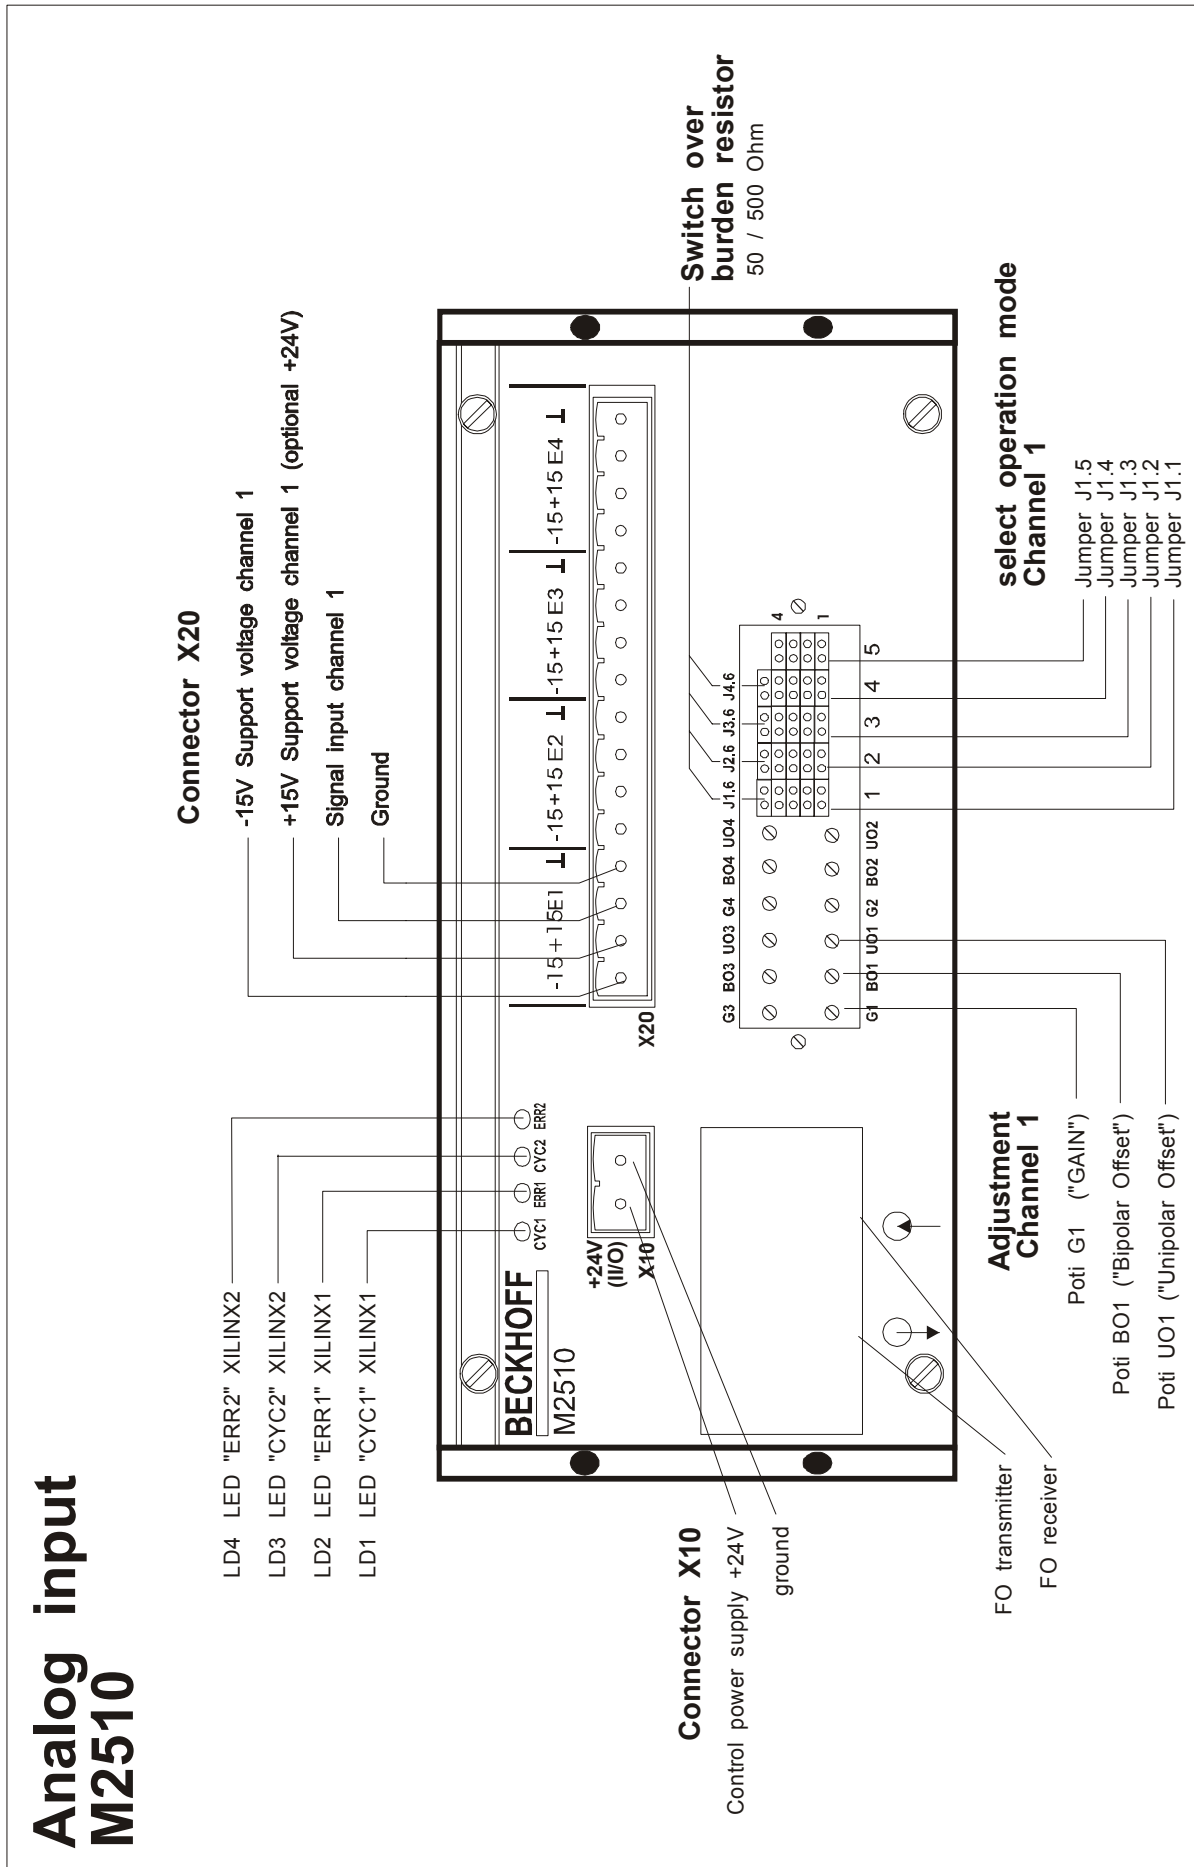 Analog input
M2510
LD4 LED "ERR2" XILINX2
LD3 LED "CYC2" XILINX2
LD2 LED "ERR1" XILINX1
LD1 LED "CYC1" XILINX1
Connector X20
-15V Support voltage channel 1
+15V Support voltage channel 1 (optional +24V)
Signal input channel 1
Ground
BECKHOFF
M2510
CYC1
ERR1
CYC2
ERR2
-15+15E1
-15+15 E2
-15+15 E3
-15+15 E4
+24V
(II/O)
X10
X20
Switch over
burden resistor
50 / 500 Ohm
Connector X10
Control power supply +24V
ground
G3 BO3 UO3 G4 BO4 UO4 J1.6 J2.6 J3.6 J4.6
4
1
G1 BO1 UO1 G2 BO2 UO2 1 2 3 4 5
FO transmitter
FO receiver
Adjustment
Channel 1
Poti G1 ("GAIN")
Poti BO1 ("Bipolar Offset")
Poti UO1 ("Unipolar Offset")
select operation mode
Channel 1
Jumper J1.5
Jumper J1.4
Jumper J1.3
Jumper J1.2
Jumper J1.1